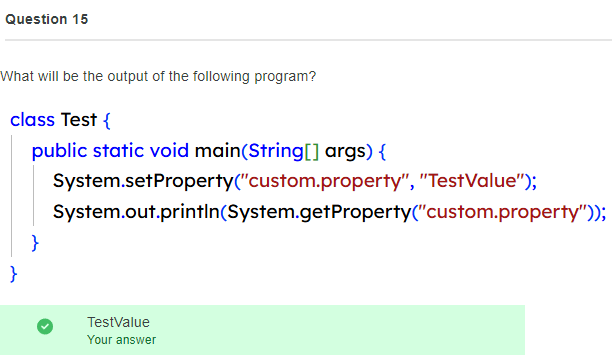 Question 15
What will be the output of the following program?
class Test {
public static void main(String[] args) {
System.setProperty("custom.property", "TestValue");
System.out.println(System.getProperty("custom.property"));
}
}
TestValue
Your answer